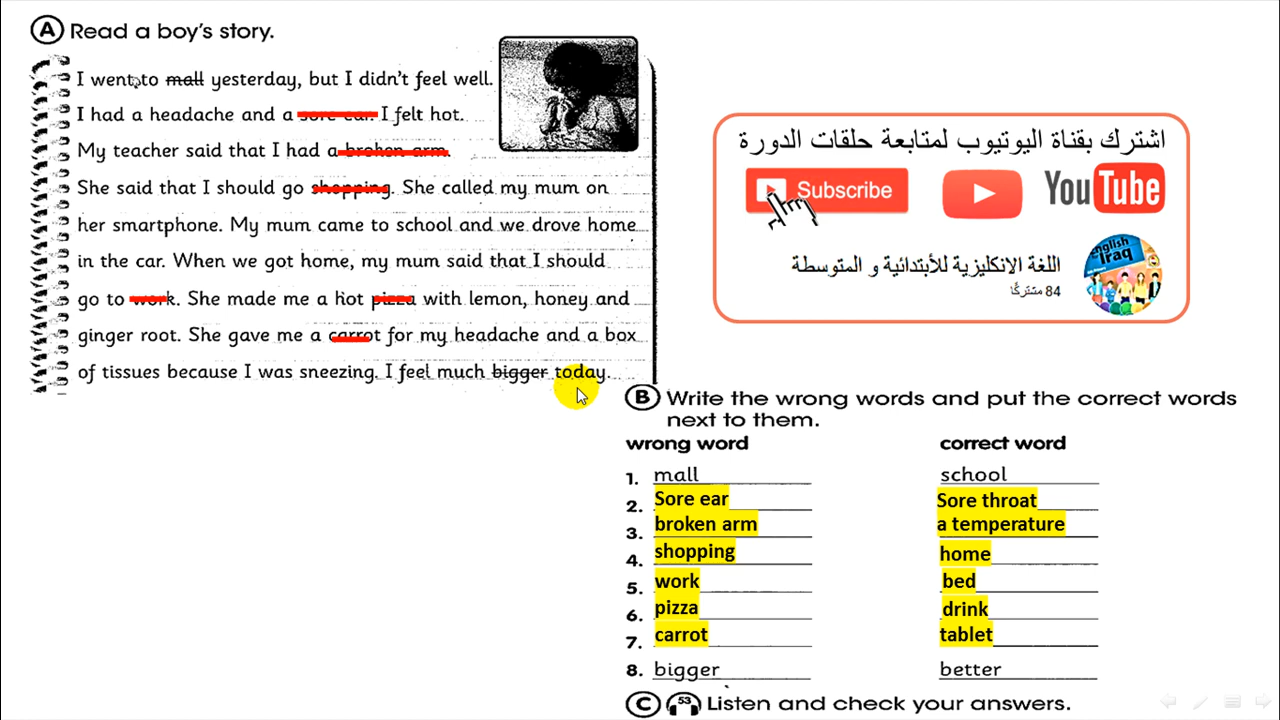 A Read a boy's story.
I went to mall yesterday, but I didn't feel well.
I had a headache and a sore ear I felt hot.
My teacher said that I had a broken arm.
She said that I should go shopping. She called my mum on
her smartphone. My mum came to school and we drove home
in the car. When we got home, my mum said that I should
go to work. She made me a hot pizza with lemon, honey and
ginger root. She gave me a carrot for my headache and a box
of tissues because I was sneezing. I feel much bigger today.
اشترك بقناة اليوتيوب لمتابعة حلقات الدورة
Subscribe
YouTube
English
Iraq
اللغة الإنكليزية للأبتدائية و المتوسطة
84 مشتركًا
B Write the wrong words and put the correct words
next to them.
wrong word correct word
1. mall school
2. Sore ear Sore throat
3. broken arm a temperature
4. shopping home
5. work bed
6. pizza drink
7. carrot tablet
8. bigger better
C 53 Listen and check your answers.